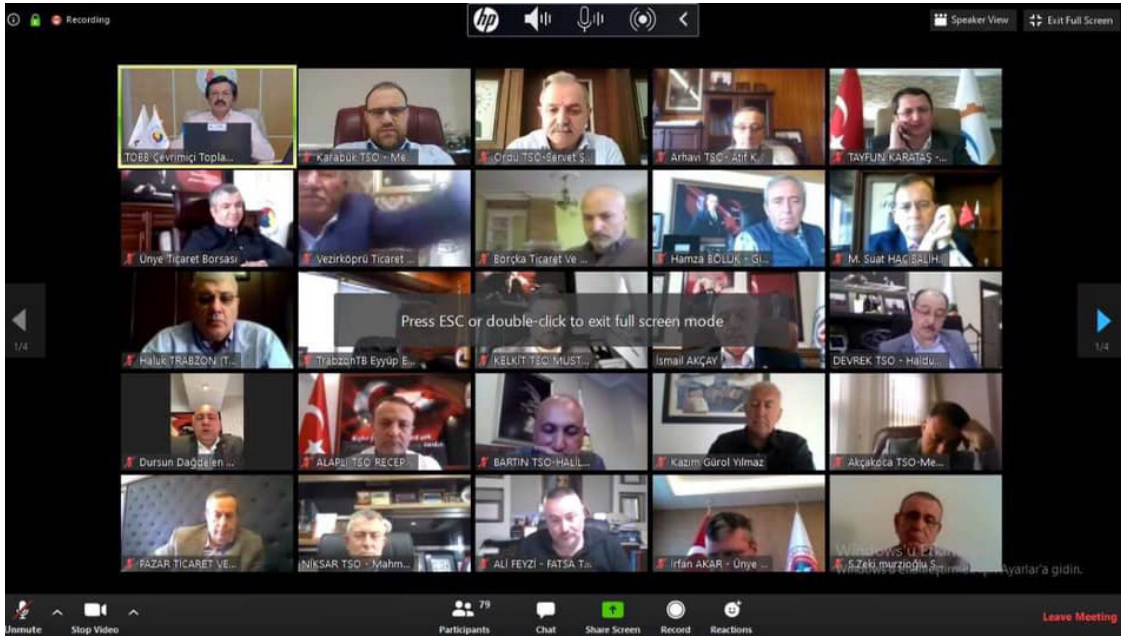 Recording
hp
Speaker View
Exit Full Screen
TOBB Çevrimiçi Topla...
Karabük TSO - Me...
Ordu TSO-Servet Ş...
Arhavi TSO- Atıf K...
TAYFUN KARATAŞ -...
Ünye Ticaret Borsası
Vezirköprü Ticaret ...
Borçka Ticaret Ve ...
Hamza BÖLÜK - Gi...
M. Suat HACISALİH...
Press ESC or double-click to exit full screen mode
1/4
1/4
Haluk TRABZON (T...
TrabzonTB Eyyüp E...
KELKİT TSO MUST...
İsmail AKÇAY
DEVREK TSO - Haldu...
Dursun Dağdelen ...
ALAPLI TSO RECEP...
BARTIN TSO-HALİL...
Kazım Gürol Yılmaz
Akçakoca TSO-Me...
PAZAR TİCARET VE...
NİKSAR TSO - Mahm...
ALİ FEYZİ - FATSA T...
İrfan AKAR - Ünye ...
S.Zeki murzioğlu S...
Unmute
Stop Video
Participants
79
Chat
Share Screen
Record
Reactions
Leave Meeting